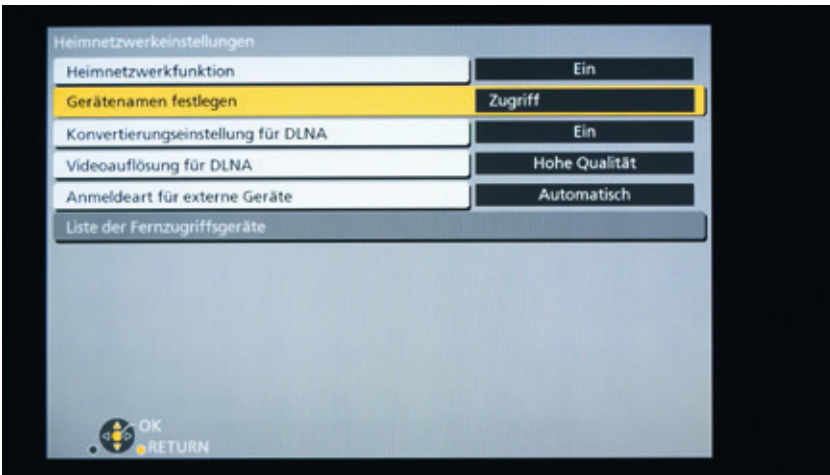 Heimnetzwerkeinstellungen
Heimnetzwerkfunktion Ein
Gerätenamen festlegen Zugriff
Konvertierungseinstellung für DLNA Ein
Videoauflösung für DLNA Hohe Qualität
Anmeldeart für externe Geräte Automatisch
Liste der Fernzugriffsgeräte
OK
RETURN